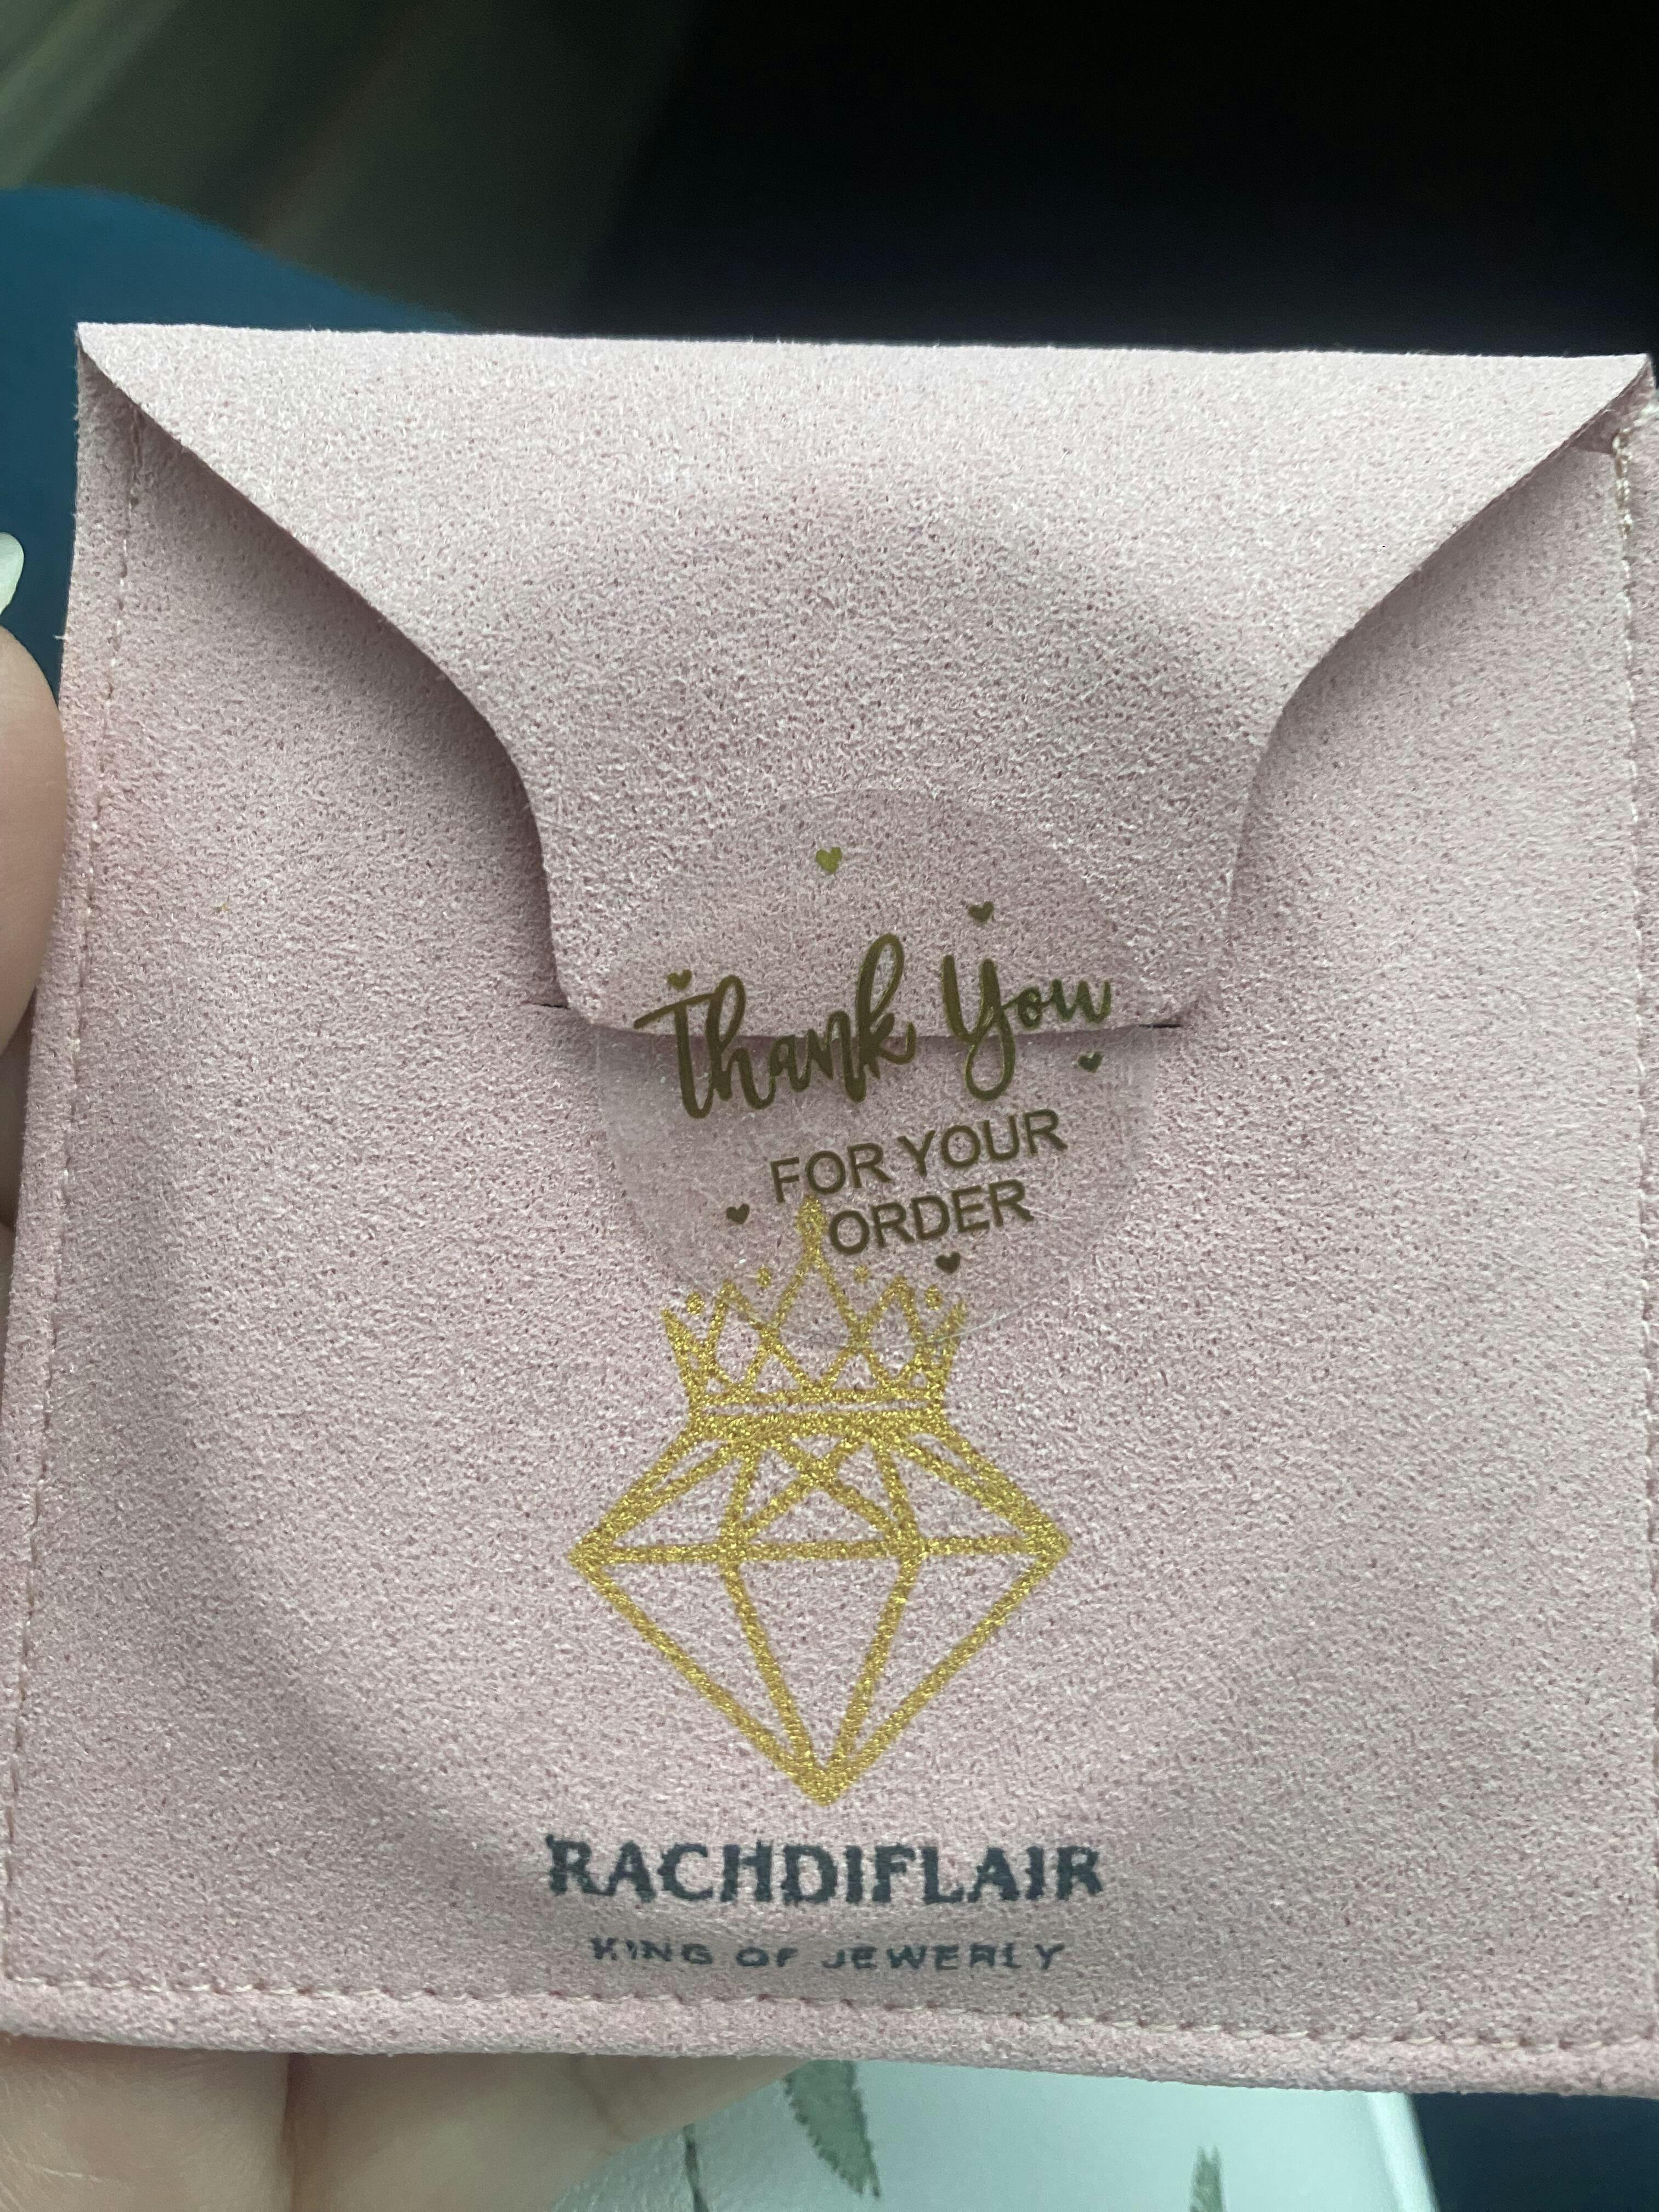 Thank You
FOR YOUR
ORDER
RACHDIFLAIR
KING OF JEWERLY